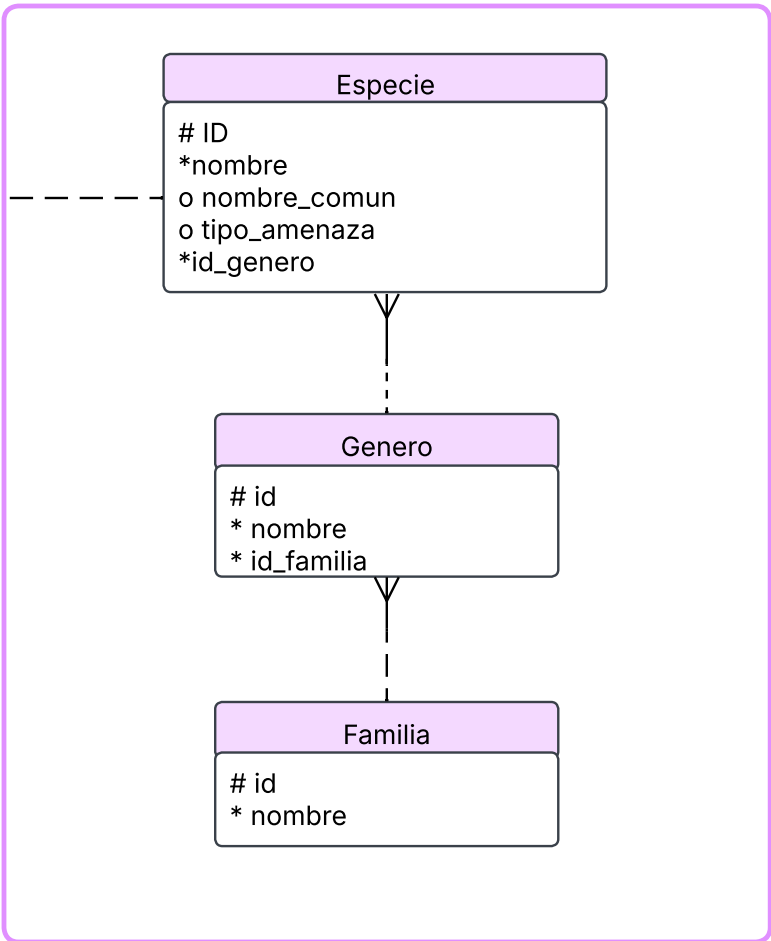 Especie
# ID
*nombre
o nombre_comun
o tipo_amenaza
*id_genero
Genero
# id
* nombre
* id_familia
Familia
# id
* nombre